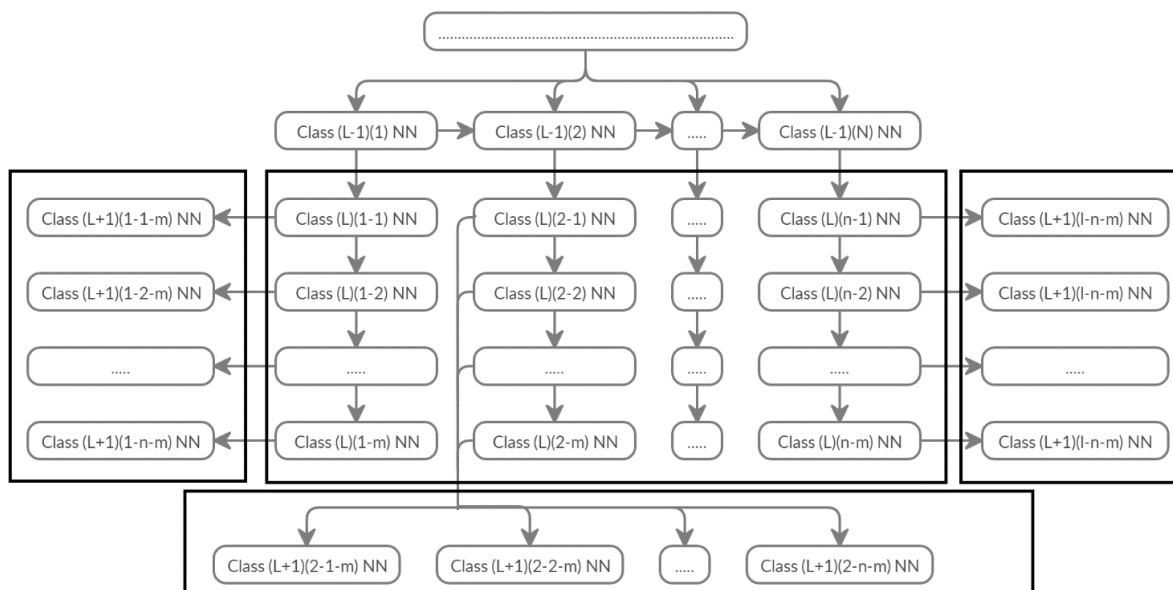 ......................................................................
Class (L-1)(1) NN
Class (L-1)(2) NN
.....
Class (L-1)(N) NN
Class (L+1)(1-1-m) NN
Class (L)(1-1) NN
Class (L)(2-1) NN
.....
Class (L)(n-1) NN
Class (L+1)(l-n-m) NN
Class (L+1)(1-2-m) NN
Class (L)(1-2) NN
Class (L)(2-2) NN
.....
Class (L)(n-2) NN
Class (L+1)(l-n-m) NN
.....
.....
.....
.....
.....
.....
Class (L+1)(1-n-m) NN
Class (L)(1-m) NN
Class (L)(2-m) NN
.....
Class (L)(n-m) NN
Class (L+1)(l-n-m) NN
Class (L+1)(2-1-m) NN
Class (L+1)(2-2-m) NN
.....
Class (L+1)(2-n-m) NN